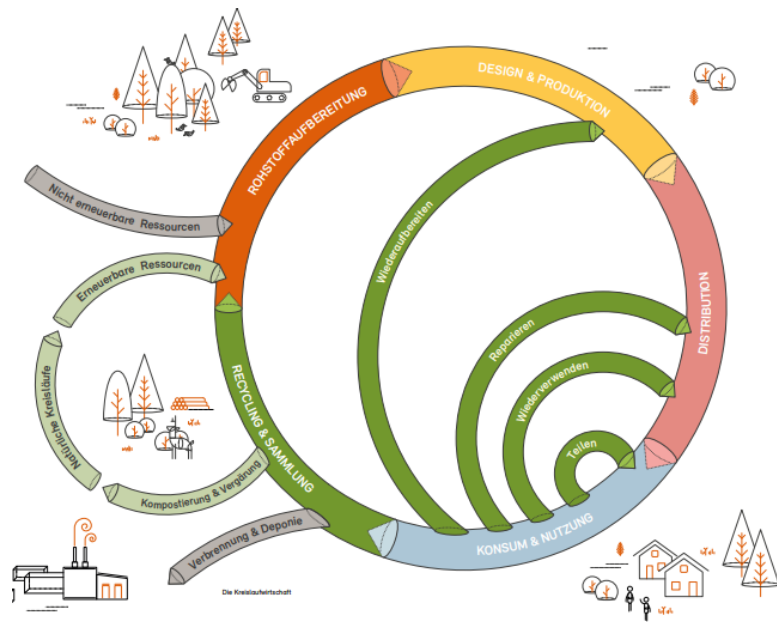 DESIGN & PRODUKTION
ROHSTOFFAUFBEREITUNG
Nicht erneuerbare Ressourcen
Wiederaufbereiten
Erneuerbare Ressourcen
DISTRIBUTION
Reparieren
Wiederverwenden
Natürliche Kreisläufe
RECYCLING & SAMMLUNG
Teilen
Kompostierung & Vergärung
KONSUM & NUTZUNG
Verbrennung & Deponie
Die Kreislaufwirtschaft